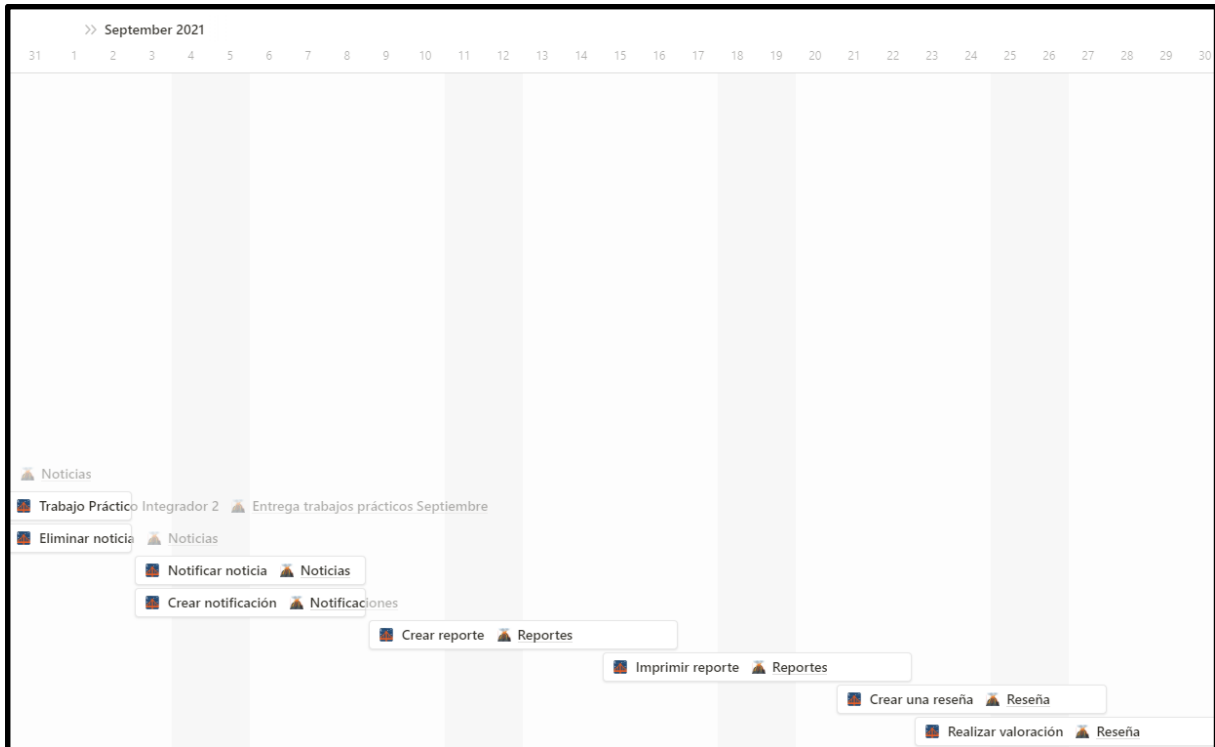 September 2021
31 1 2 3 4 5 6 7 8 9 10 11 12 13 14 15 16 17 18 19 20 21 22 23 24 25 26 27 28 29 30
Noticias
Trabajo Práctico Integrador 2 Entrega trabajos prácticos Septiembre
Eliminar noticia Noticias
Notificar noticia Noticias
Crear notificación Notificaciones
Crear reporte Reportes
Imprimir reporte Reportes
Crear una reseña Reseña
Realizar valoración Reseña